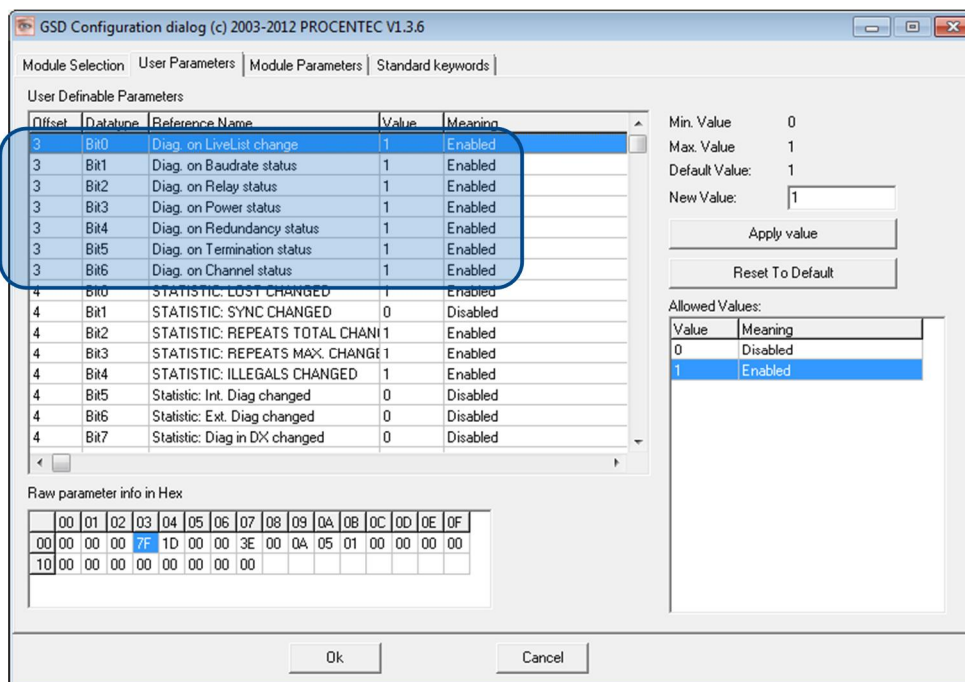 GSD Configuration dialog (c) 2003-2012 PROCENTEC V1.3.6
Module Selection User Parameters Module Parameters Standard keywords
User Definable Parameters
Offset Datatype Reference Name Value Meaning
3 Bit0 Diag. on LiveList change 1 Enabled
3 Bit1 Diag. on Baudrate status 1 Enabled
3 Bit2 Diag. on Relay status 1 Enabled
3 Bit3 Diag. on Power status 1 Enabled
3 Bit4 Diag. on Redundancy status 1 Enabled
3 Bit5 Diag. on Termination status 1 Enabled
3 Bit6 Diag. on Channel status 1 Enabled
4 Bit0 STATISTIC: LOST CHANGED 1 Enabled
4 Bit1 STATISTIC: SYNC CHANGED 0 Disabled
4 Bit2 STATISTIC: REPEATS TOTAL CHAN 1 Enabled
4 Bit3 STATISTIC: REPEATS MAX. CHANGE 1 Enabled
4 Bit4 STATISTIC: ILLEGALS CHANGED 1 Enabled
4 Bit5 Statistic: Int. Diag changed 0 Disabled
4 Bit6 Statistic: Ext. Diag changed 0 Disabled
4 Bit7 Statistic: Diag in DX changed 0 Disabled
Min. Value 0
Max. Value 1
Default Value: 1
New Value: 1
Apply value
Reset To Default
Allowed Values:
Value Meaning
0 Disabled
1 Enabled
Raw parameter info in Hex
00 01 02 03 04 05 06 07 08 09 0A 0B 0C 0D 0E 0F
00 00 00 00 7F 1D 00 00 3E 00 0A 05 01 00 00 00 00
10 00 00 00 00 00 00 00 00
Ok Cancel